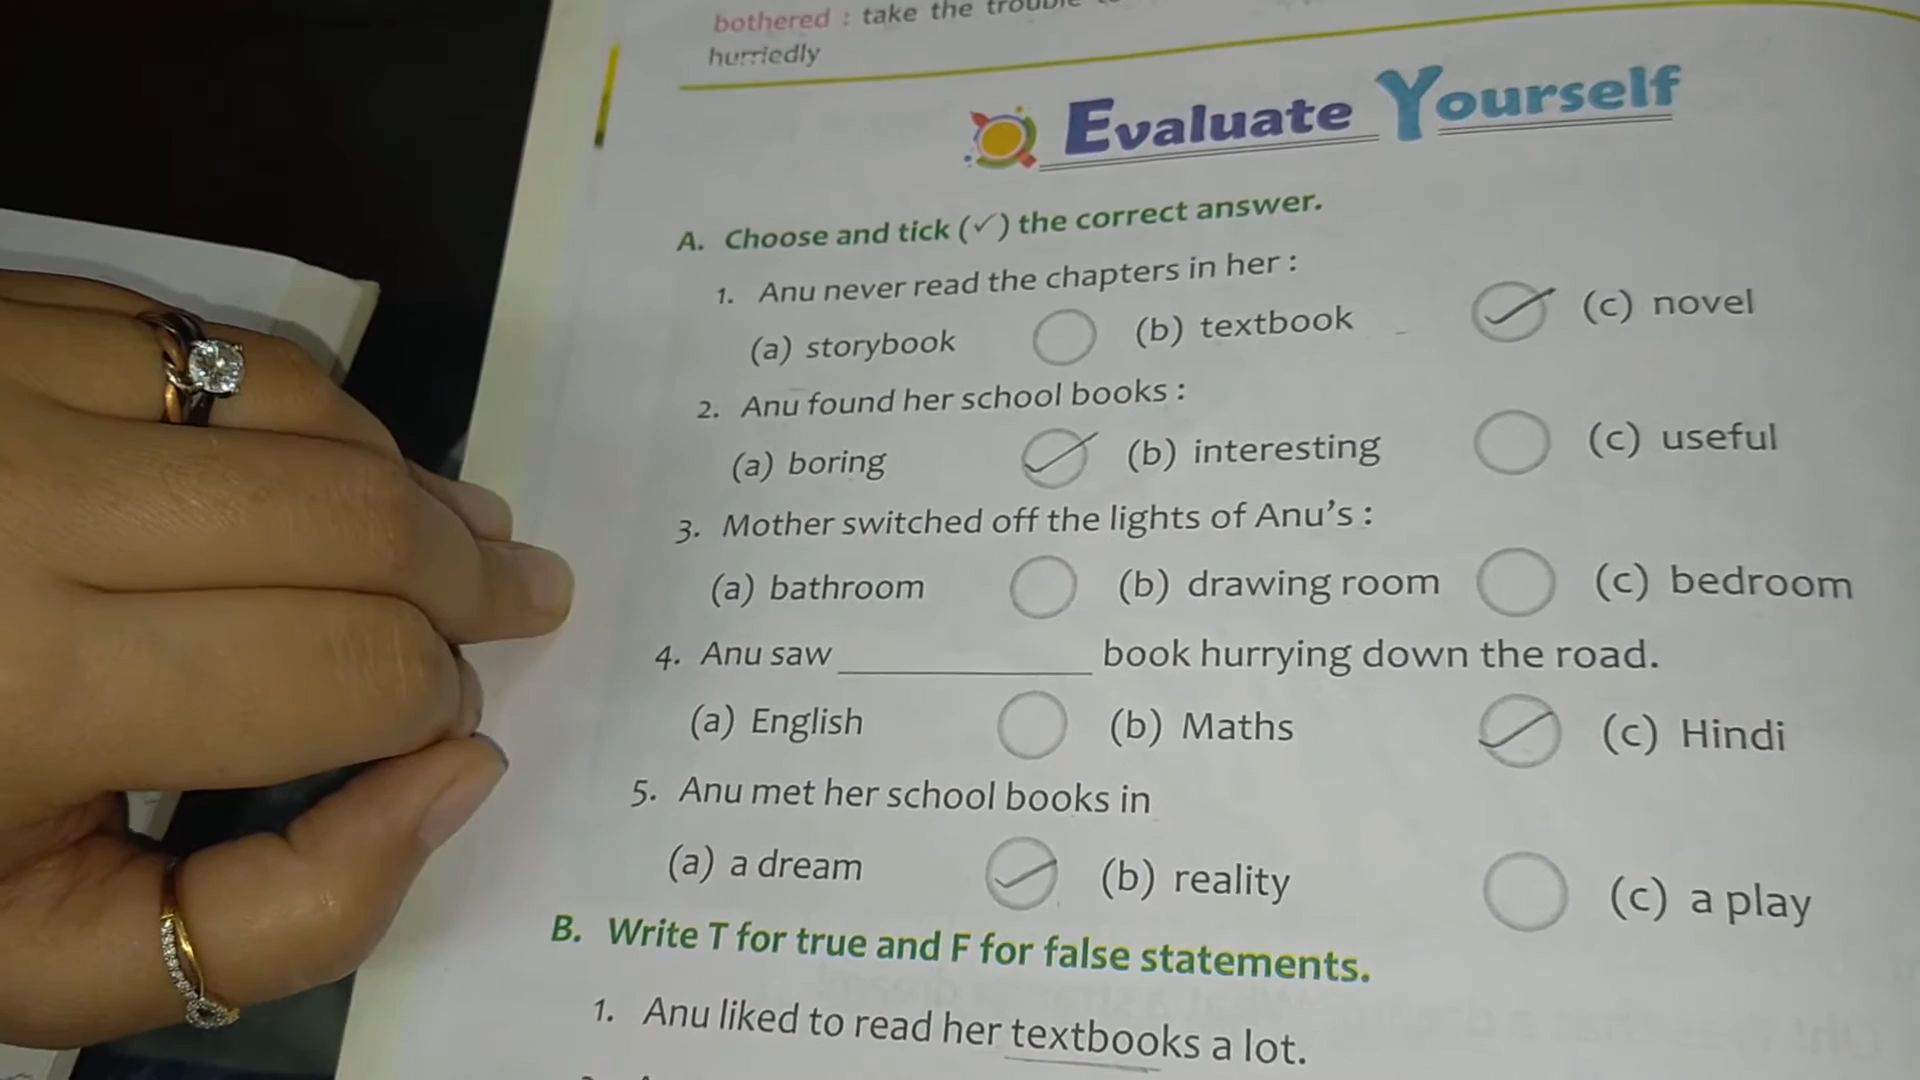 bothered : take the trouble
hurriedly
Evaluate Yourself
A. Choose and tick (✓) the correct answer.
1. Anu never read the chapters in her :
(a) storybook (b) textbook (c) novel
2. Anu found her school books :
(a) boring (b) interesting (c) useful
3. Mother switched off the lights of Anu's :
(a) bathroom (b) drawing room (c) bedroom
4. Anu saw ____________ book hurrying down the road.
(a) English (b) Maths (c) Hindi
5. Anu met her school books in
(a) a dream (b) reality (c) a play
B. Write T for true and F for false statements.
1. Anu liked to read her textbooks a lot.